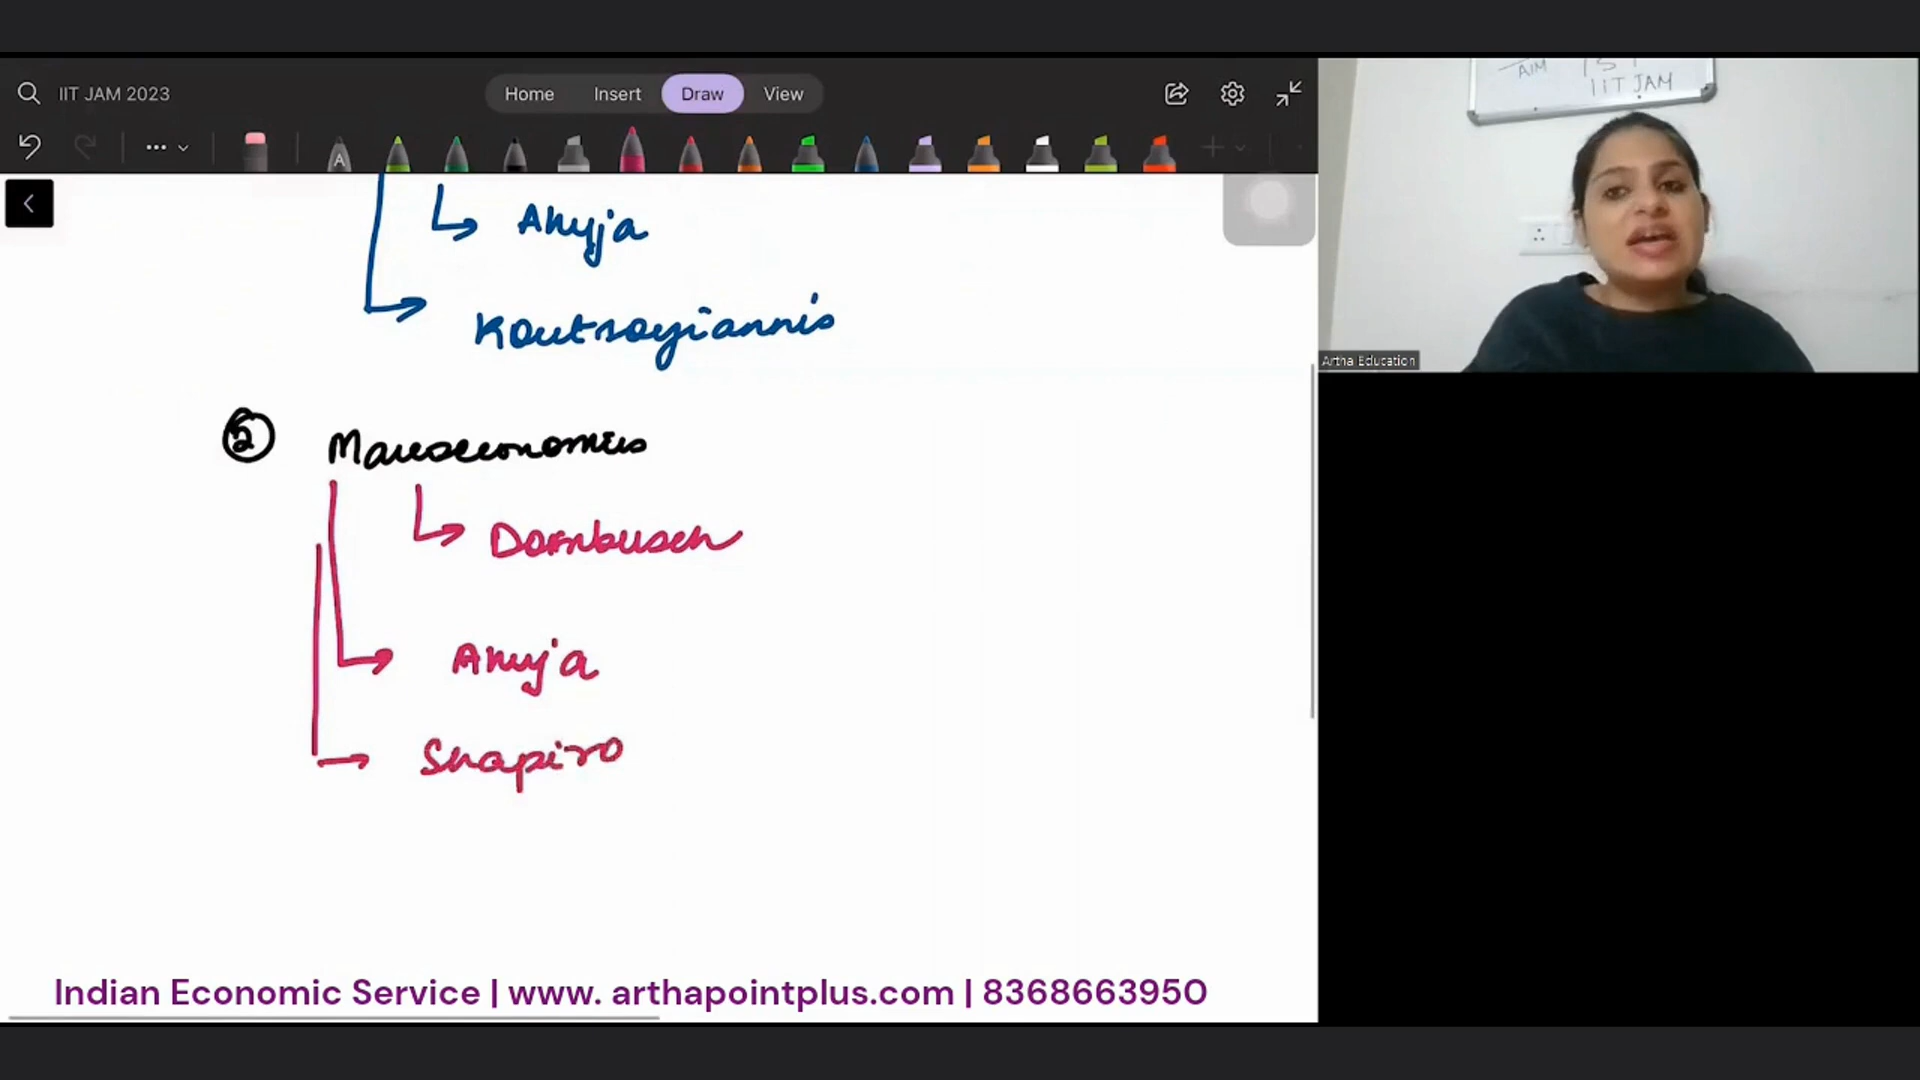 IIT JAM 2023
Home Insert Draw View
A
AIM
IIT JAM
Artha Education
Ahuja
Koutsoyiannis
2 Macroeconomics
Dornbusch
Ahuja
Shapiro
Indian Economic Service | www. arthapointplus.com | 8368663950